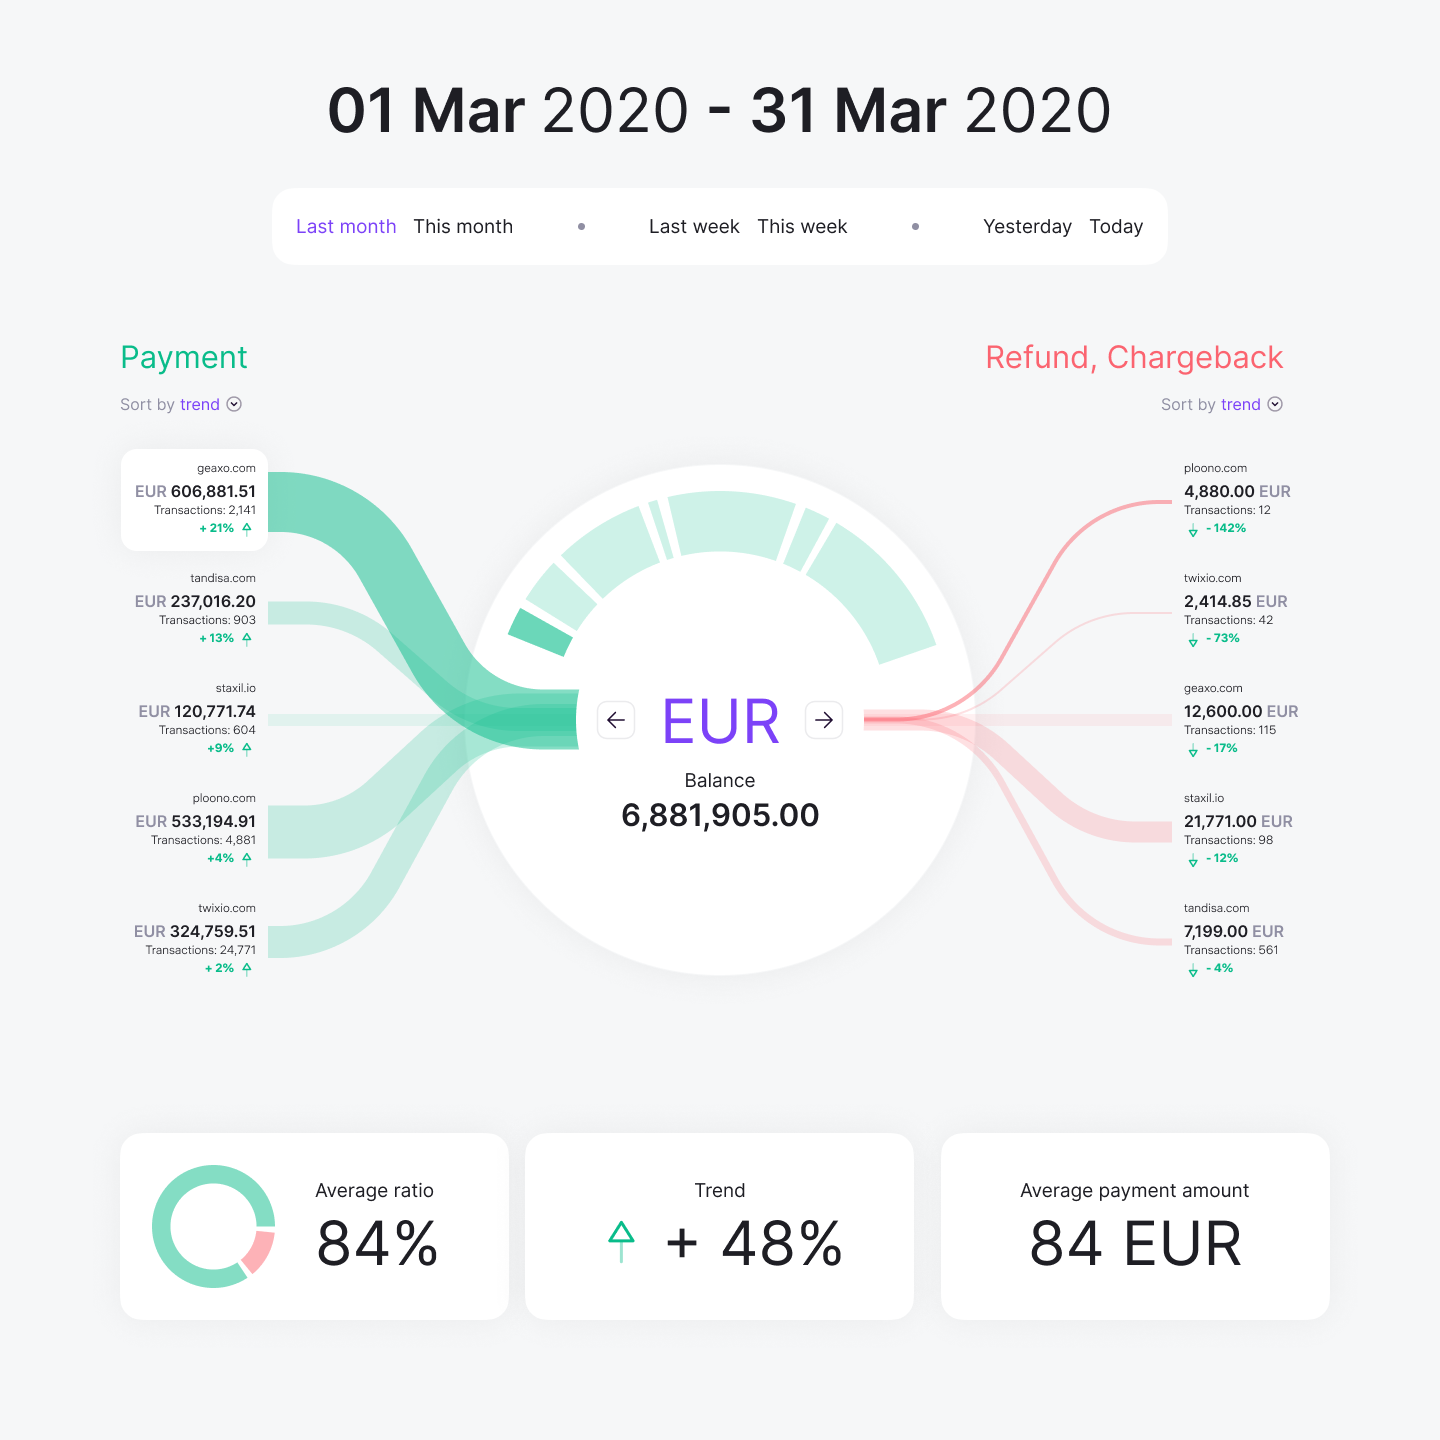 01 Mar 2020 - 31 Mar 2020
Last month This month • Last week This week • Yesterday Today
Payment
Sort by trend
geaxo.com
EUR 606,881.51
Transactions: 2,141
+ 21%
tandisa.com
EUR 237,016.20
Transactions: 903
+ 13%
staxil.io
EUR 120,771.74
Transactions: 604
+9%
ploono.com
EUR 533,194.91
Transactions: 4,881
+4%
twixio.com
EUR 324,759.51
Transactions: 24,771
+ 2%
EUR
Balance
6,881,905.00
Refund, Chargeback
Sort by trend
ploono.com
4,880.00 EUR
Transactions: 12
- 142%
twixio.com
2,414.85 EUR
Transactions: 42
- 73%
geaxo.com
12,600.00 EUR
Transactions: 115
- 17%
staxil.io
21,771.00 EUR
Transactions: 98
- 12%
tandisa.com
7,199.00 EUR
Transactions: 561
- 4%
Average ratio
84%
Trend
+ 48%
Average payment amount
84 EUR